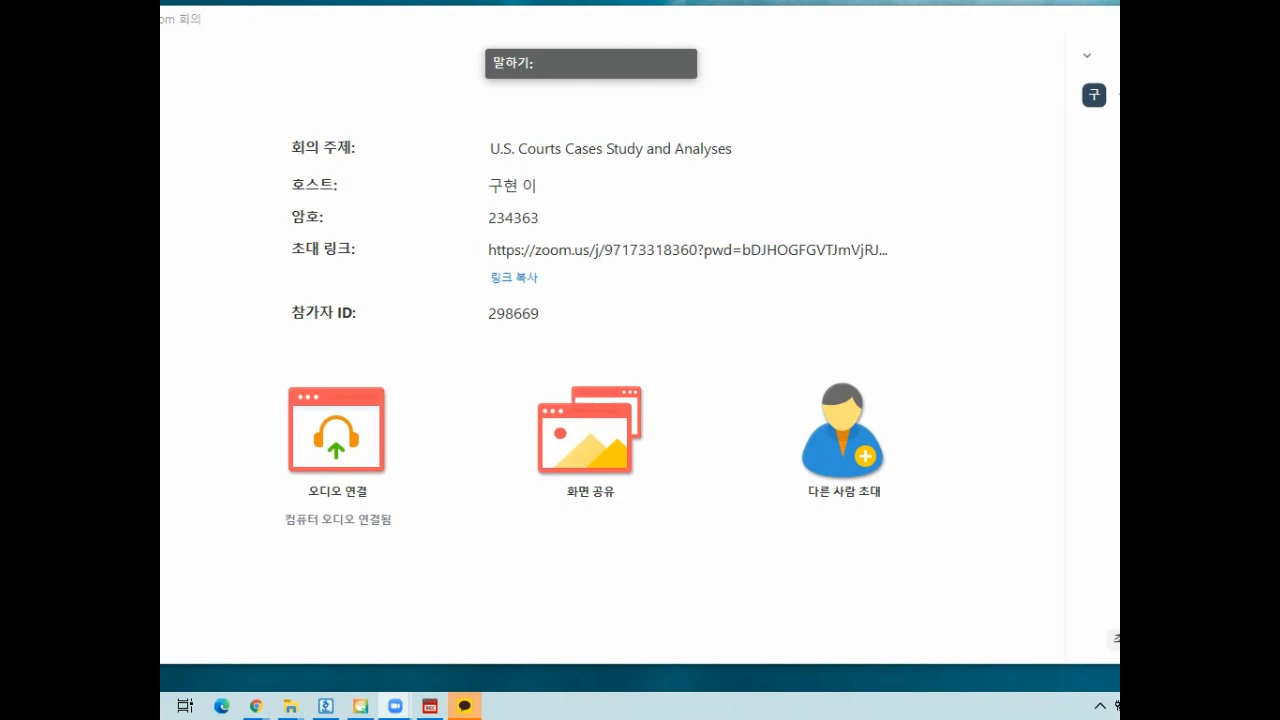 om 회의
말하기:
구
회의 주제: U.S. Courts Cases Study and Analyses
호스트: 구현 이
암호: 234363
초대 링크: https://zoom.us/j/97173318360?pwd=bDJHOGFGVTJmVjRJ...
링크 복사
참가자 ID: 298669
오디오 연결 화면 공유 다른 사람 초대
컴퓨터 오디오 연결됨
REC